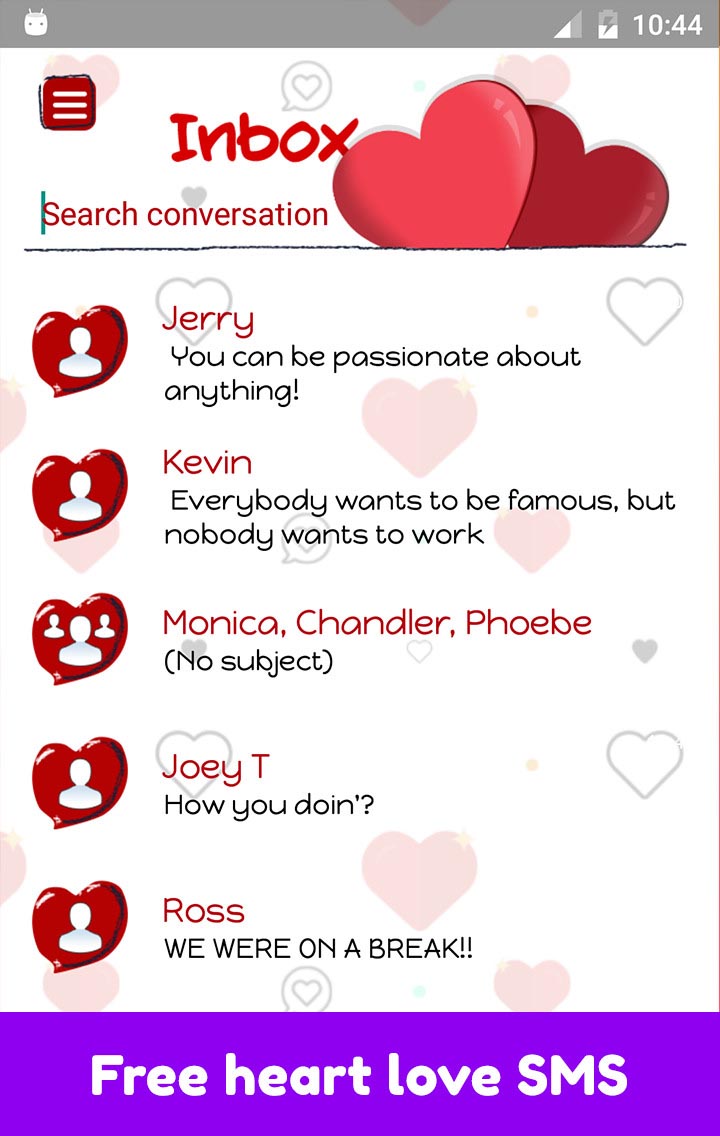 10:44
Inbox
Search conversation
Jerry
You can be passionate about
anything!
Kevin
Everybody wants to be famous, but
nobody wants to work
Monica, Chandler, Phoebe
(No subject)
Joey T
How you doin'?
Ross
WE WERE ON A BREAK!!
Free heart love SMS